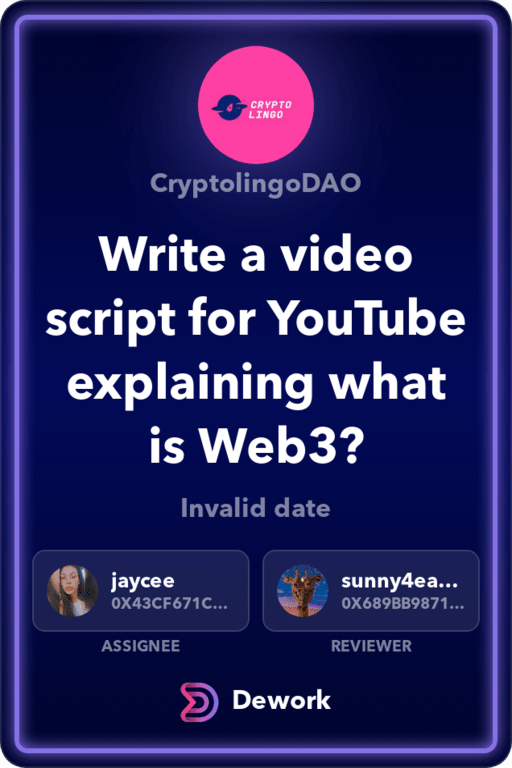 CRYPTO
LINGO
CryptolingoDAO
Write a video
script for YouTube
explaining what
is Web3?
Invalid date
jaycee
0X43CF671C...
ASSIGNEE
sunny4ea...
0X689BB9871...
REVIEWER
Dework